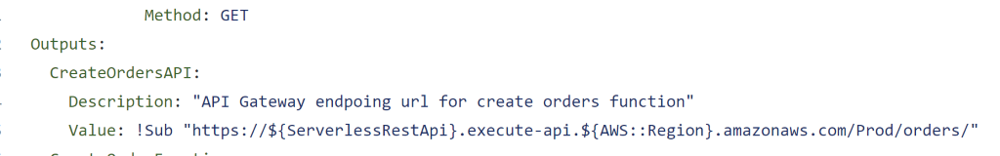 Method: GET
Outputs:
CreateOrdersAPI:
Description: "API Gateway endpoing url for create orders function"
Value: !Sub "https://${ServerlessRestApi}.execute-api.${AWS::Region}.amazonaws.com/Prod/orders/"